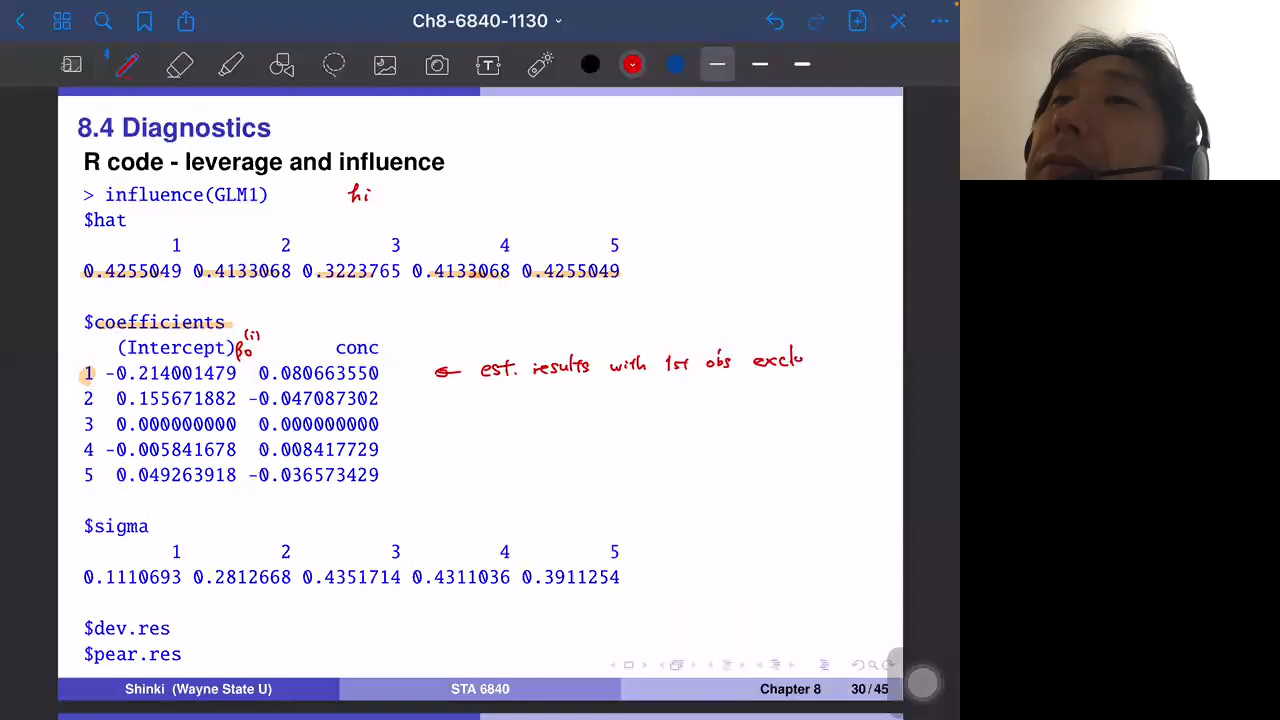 Ch8-6840-1130
8.4 Diagnostics
R code - leverage and influence
> influence(GLM1) hi
$hat
1 2 3 4 5
0.4255049 0.4133068 0.3223765 0.4133068 0.4255049
$coefficients
(Intercept) β0(i) conc
1 -0.214001479 0.080663550 ← est. results with 1st obs exclu
2 0.155671882 -0.047087302
3 0.000000000 0.000000000
4 -0.005841678 0.008417729
5 0.049263918 -0.036573429
$sigma
1 2 3 4 5
0.1110693 0.2812668 0.4351714 0.4311036 0.3911254
$dev.res
$pear.res
Shinki (Wayne State U) STA 6840 Chapter 8 30/45